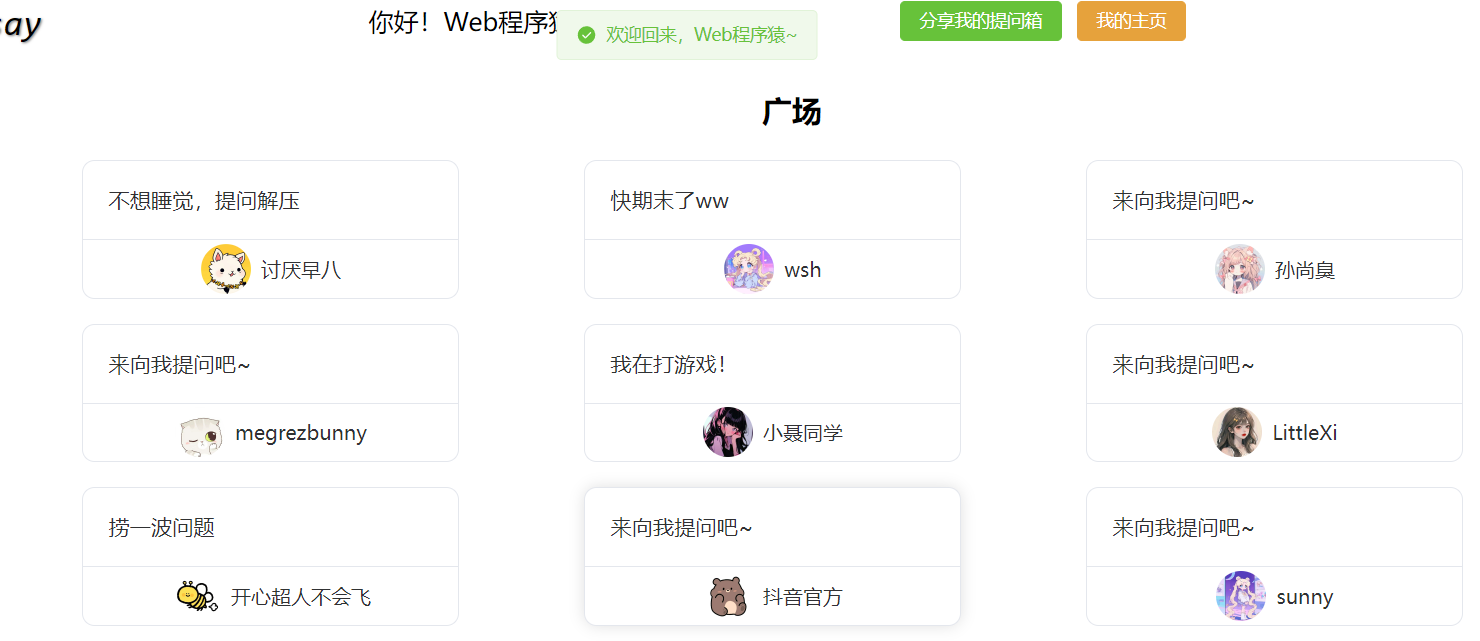 say
你好！Web程序猿
欢迎回来，Web程序猿~
分享我的提问箱
我的主页
广场
不想睡觉，提问解压
快期末了ww
来向我提问吧~
讨厌早八
wsh
孙尚臭
来向我提问吧~
我在打游戏！
来向我提问吧~
megrezbunny
小聂同学
LittleXi
捞一波问题
来向我提问吧~
来向我提问吧~
开心超人不会飞
抖音官方
sunny